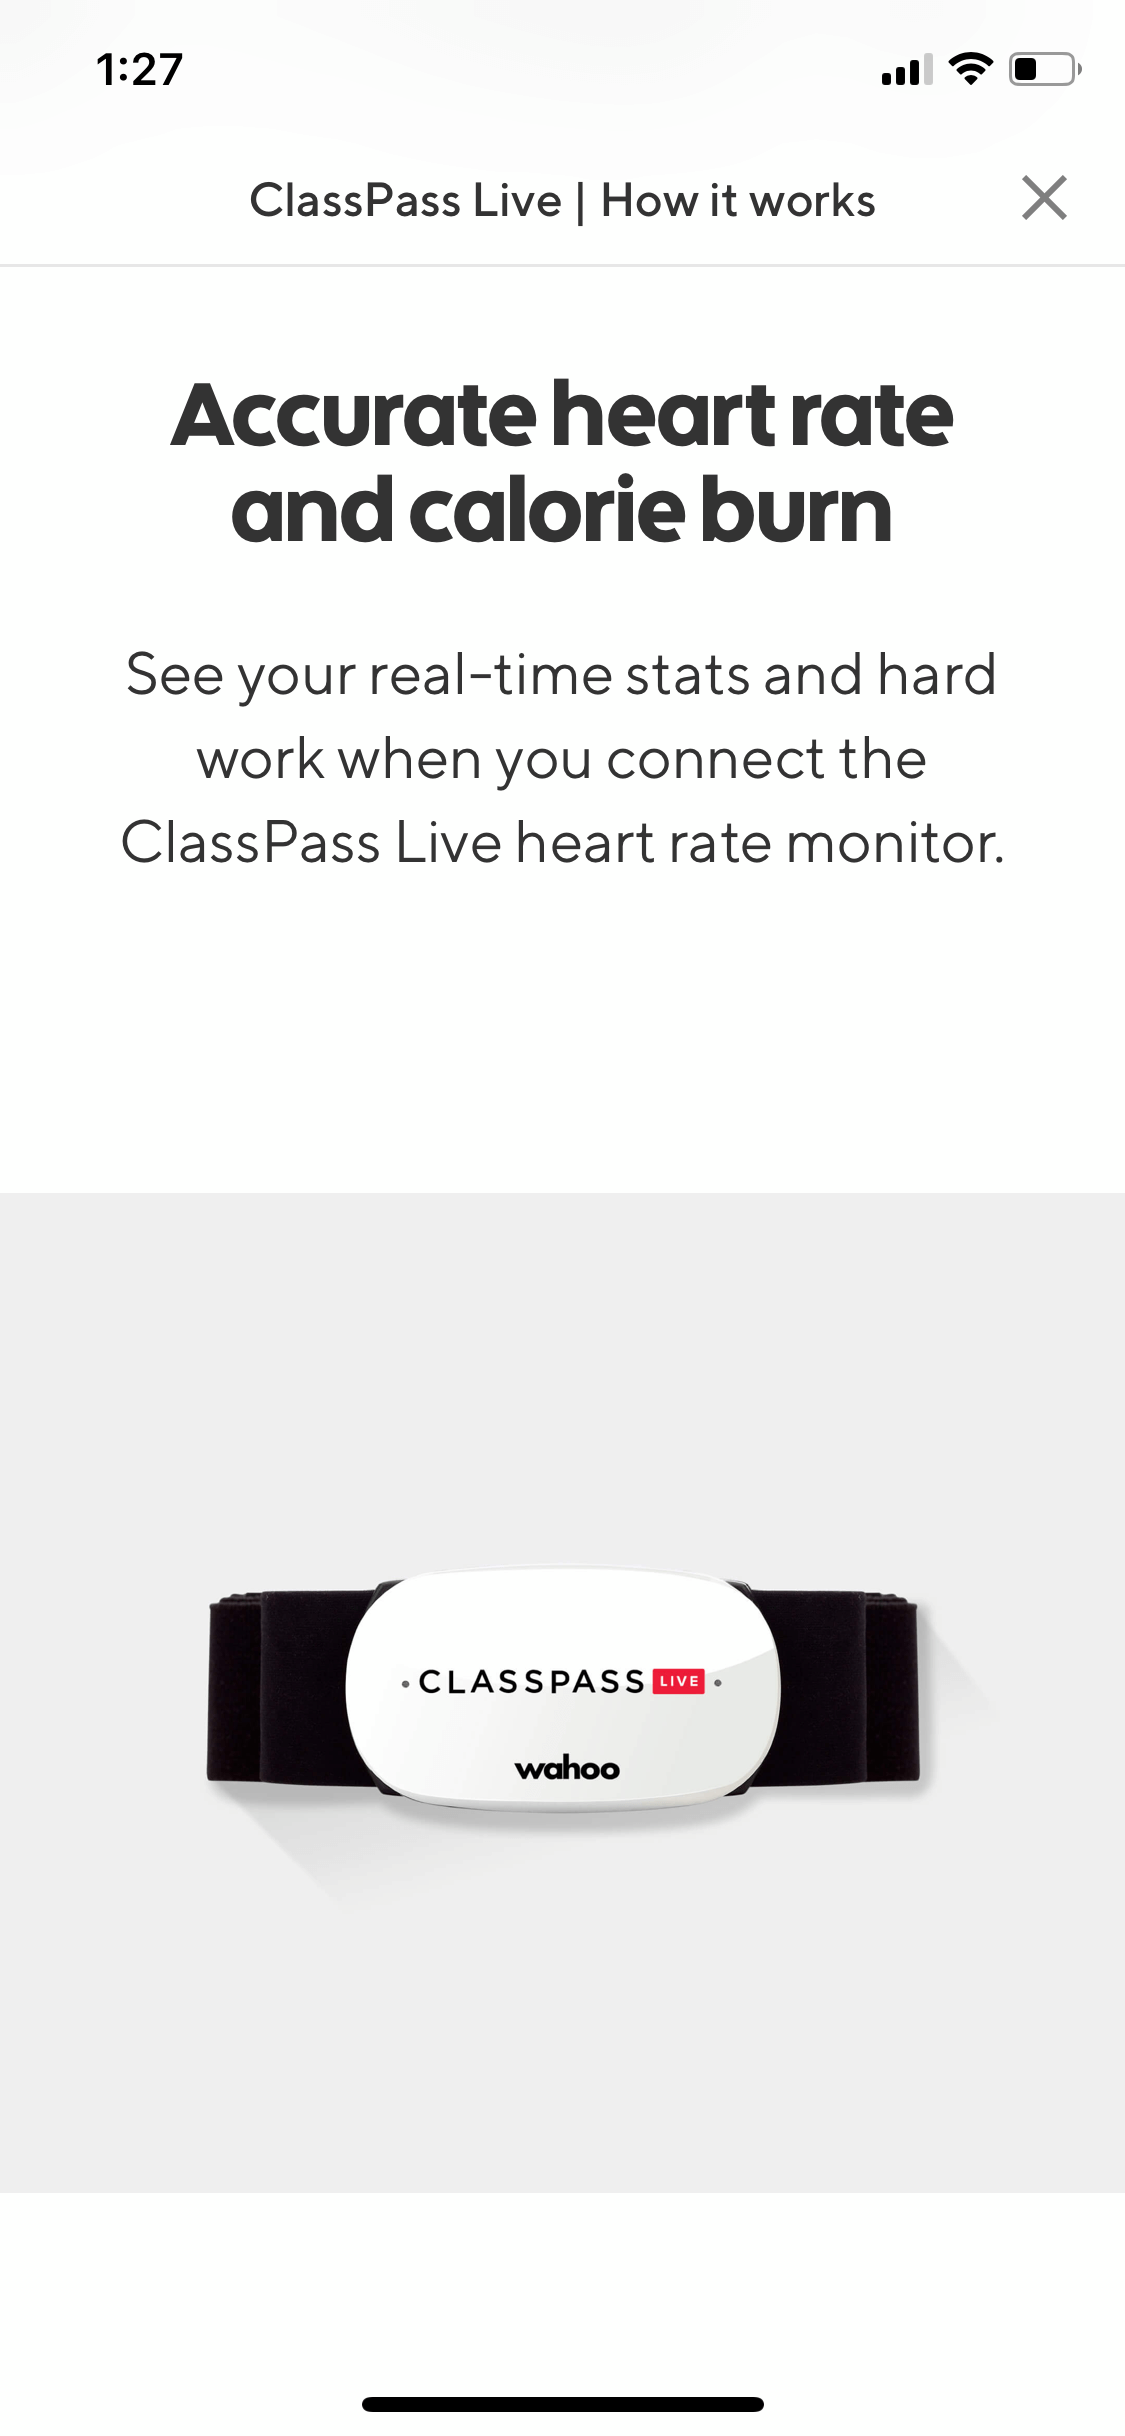 1:27
ClassPass Live | How it works
Accurate heart rate
and calorie burn
See your real-time stats and hard
work when you connect the
ClassPass Live heart rate monitor.
CLASSPASS LIVE
wahoo